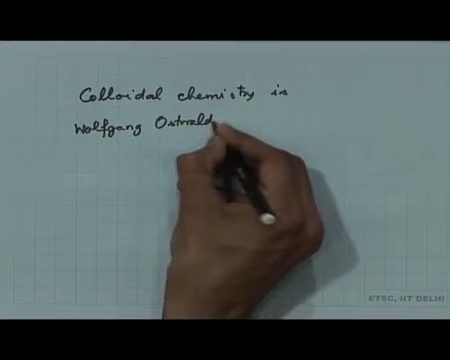 Colloidal chemistry is
Wolfgang Ostwald
ETSC, IIT DELHI